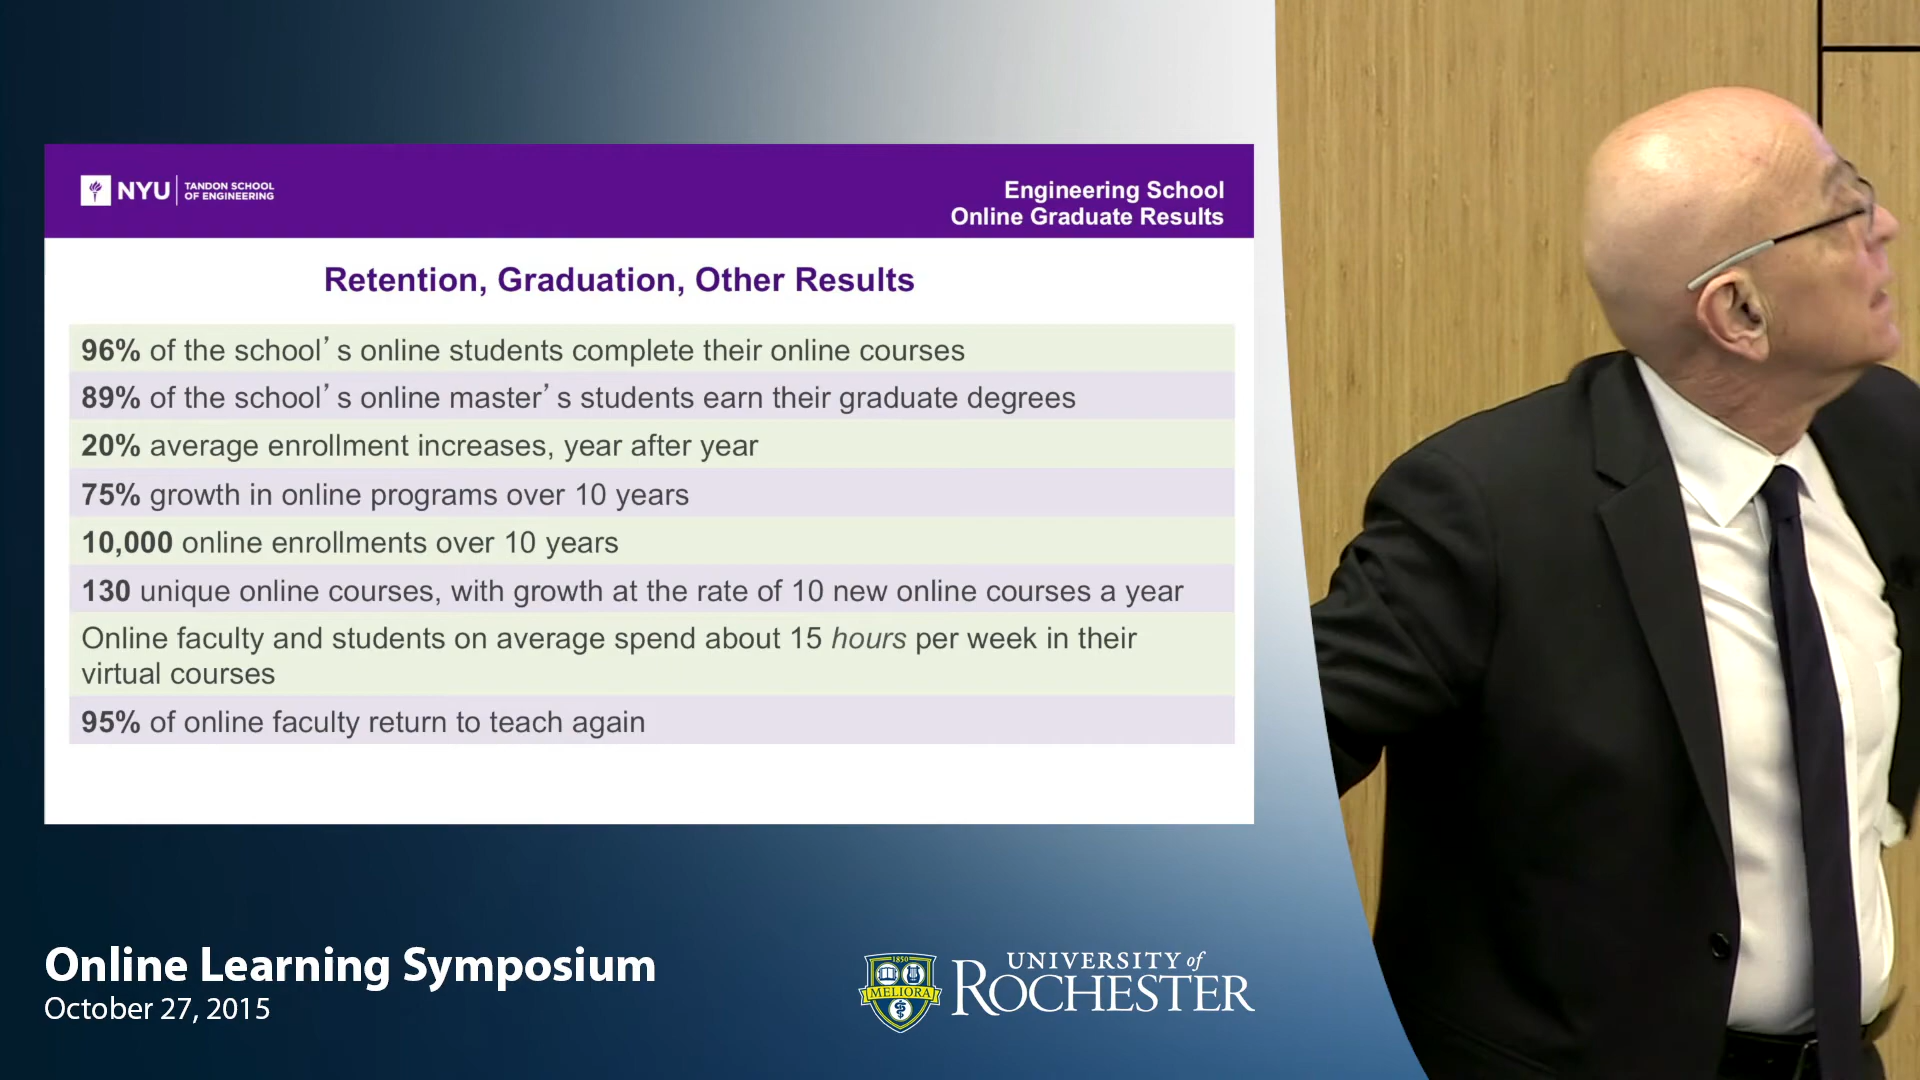 NYU
TANDON SCHOOL
OF ENGINEERING
Engineering School
Online Graduate Results
Retention, Graduation, Other Results
96% of the school’s online students complete their online courses
89% of the school’s online master’s students earn their graduate degrees
20% average enrollment increases, year after year
75% growth in online programs over 10 years
10,000 online enrollments over 10 years
130 unique online courses, with growth at the rate of 10 new online courses a year
Online faculty and students on average spend about 15 hours per week in their
virtual courses
95% of online faculty return to teach again
Online Learning Symposium
October 27, 2015
1850
MELIORA
UNIVERSITY of
ROCHESTER